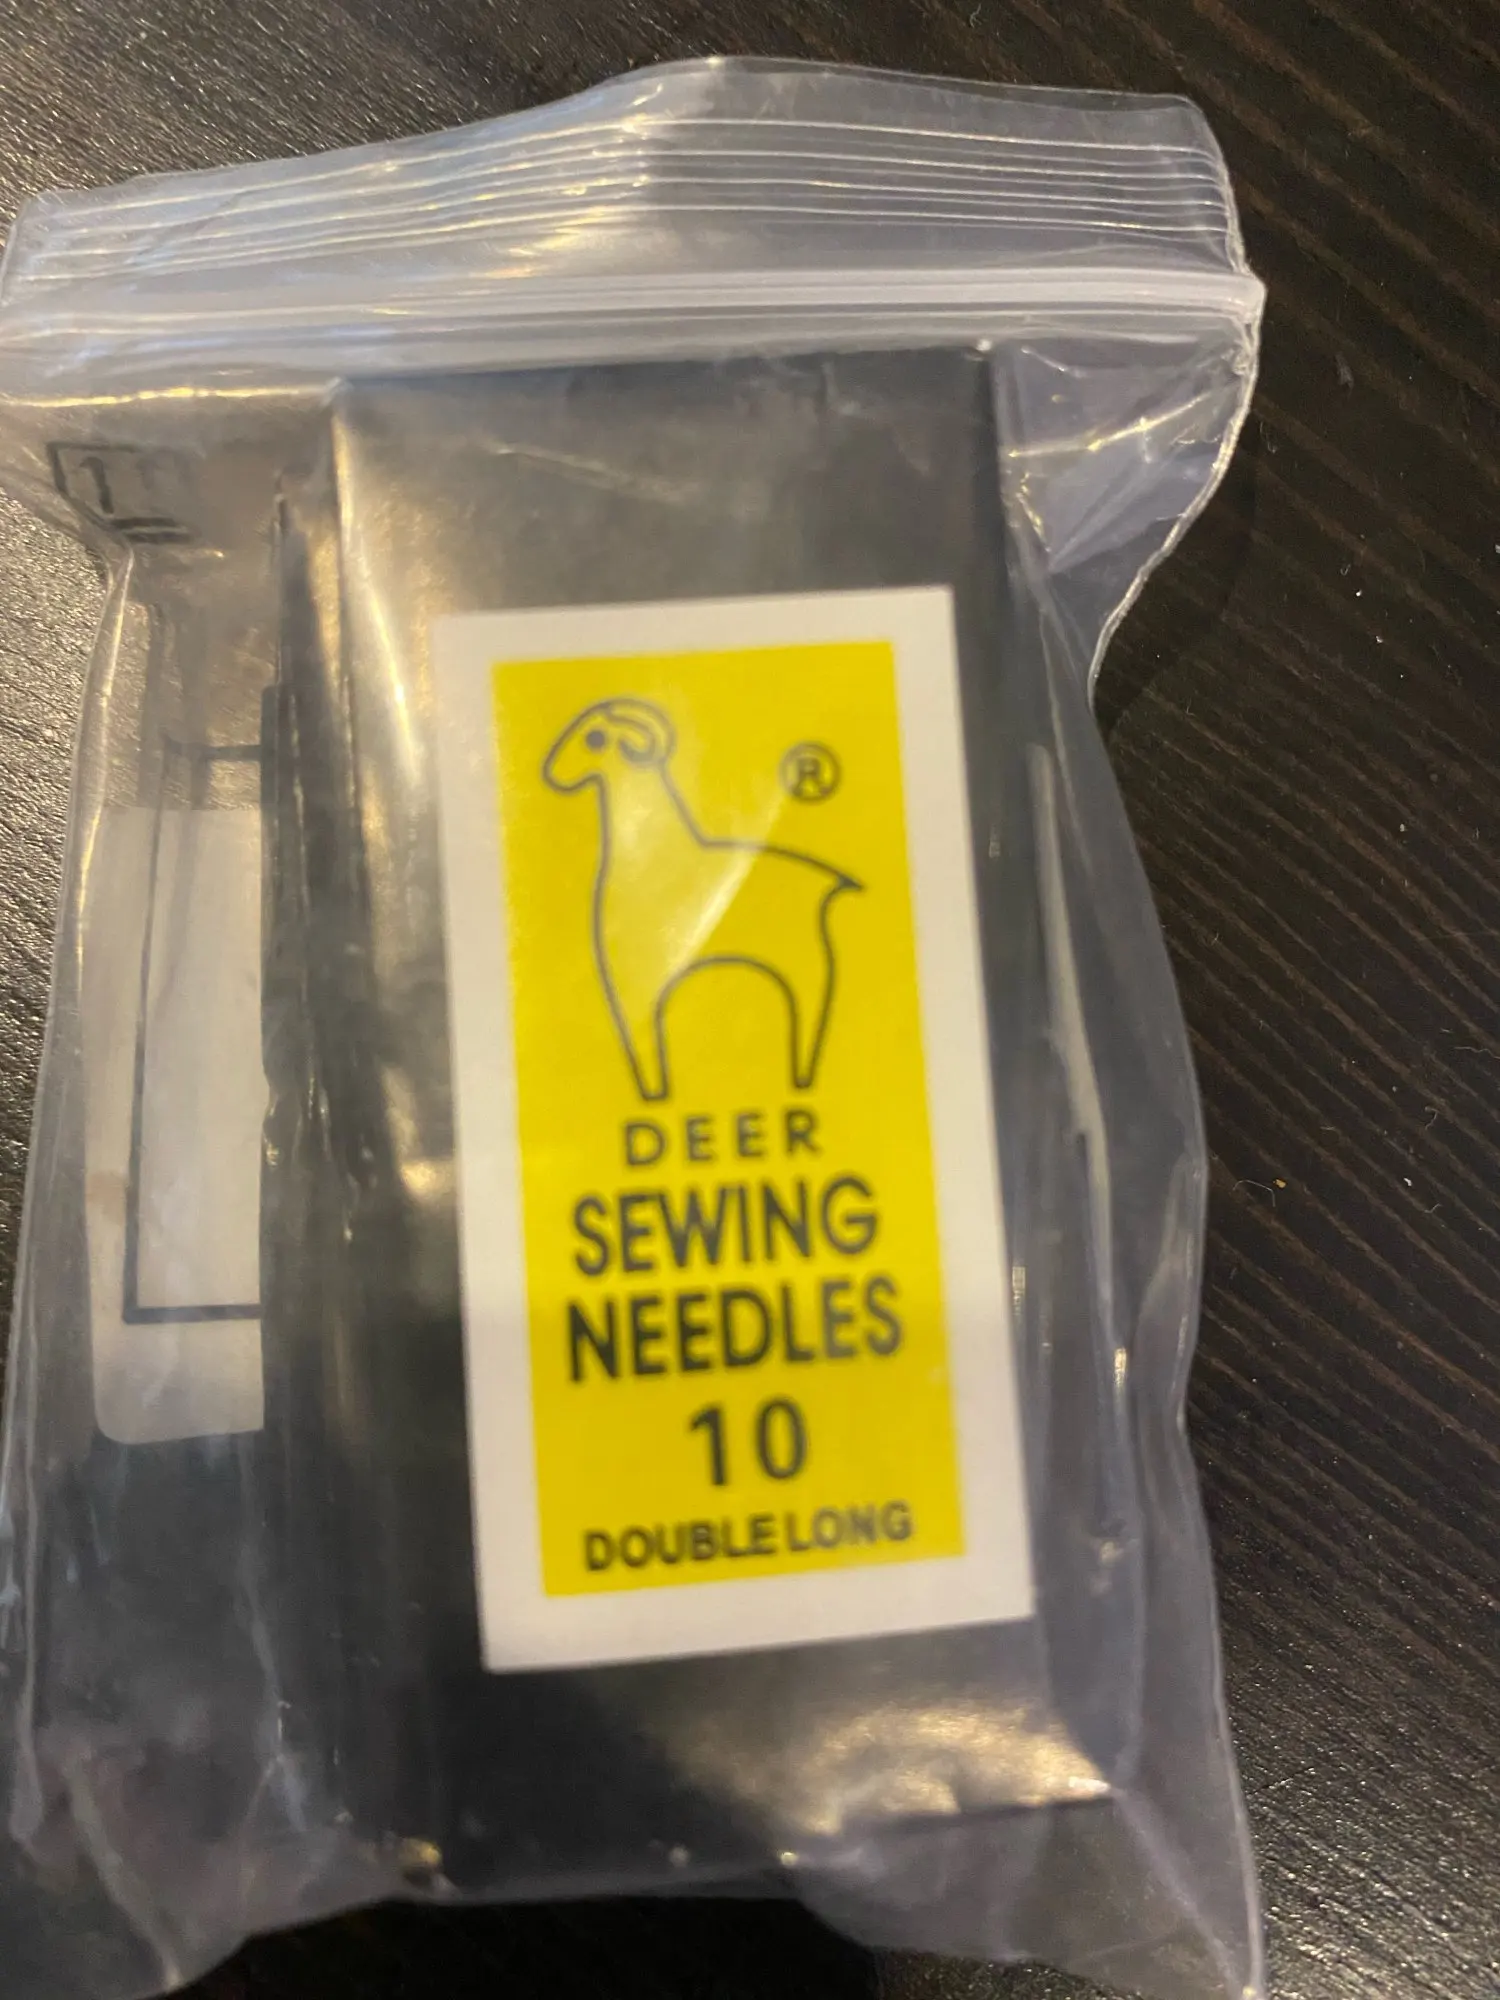 ®
DEER
SEWING
NEEDLES
10
DOUBLE LONG